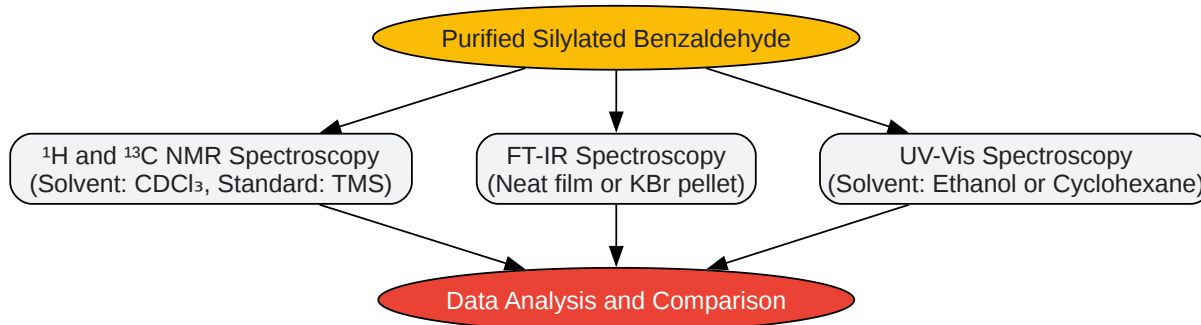 Purified Silylated Benzaldehyde
¹H and ¹³C NMR Spectroscopy
(Solvent: CDCl₃, Standard: TMS)
FT-IR Spectroscopy
(Neat film or KBr pellet)
UV-Vis Spectroscopy
(Solvent: Ethanol or Cyclohexane)
Data Analysis and Comparison